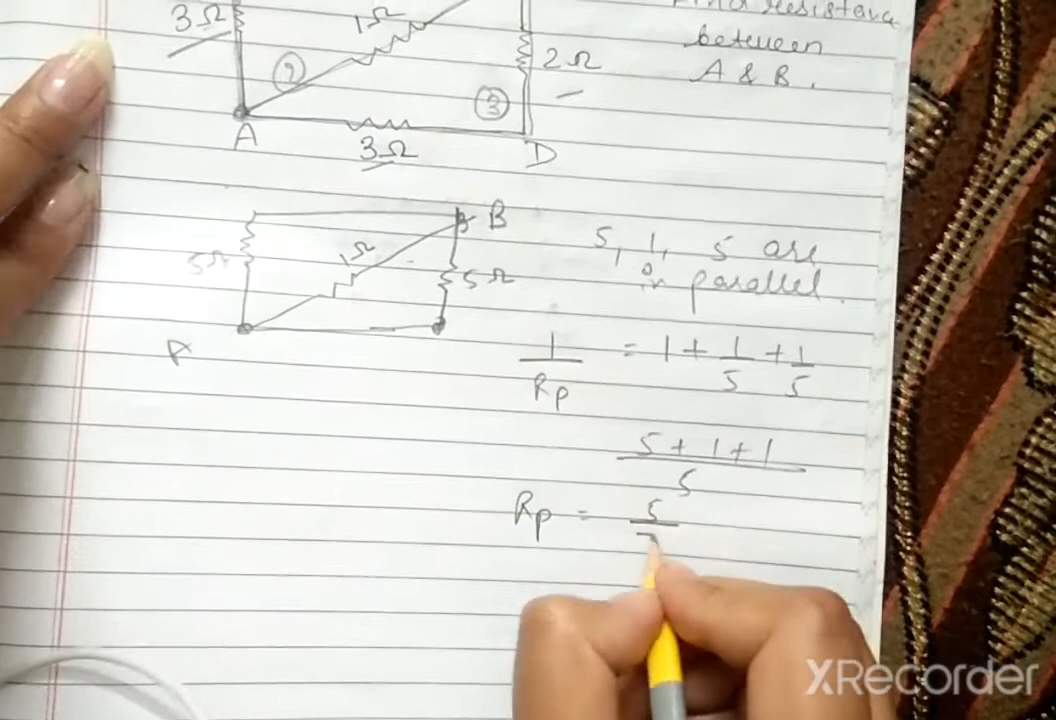 3Ω
1Ω
Find resistance
between
A & B.
2Ω
2
3
A
3Ω
D
B
5Ω
1Ω
5Ω
A
5, 1, 5 are
in parallel.
1/Rp = 1 + 1/5 + 1/5
5 + 1 + 1
5
Rp = 5
XRecorder